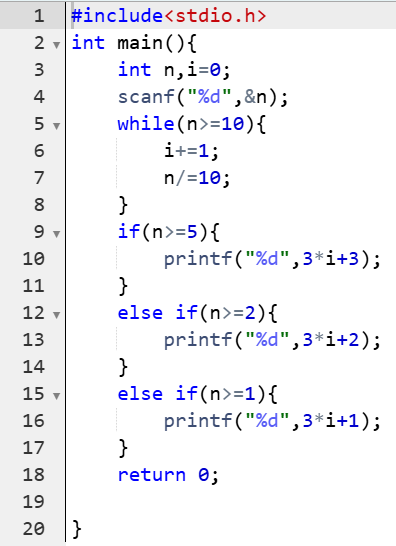 1 #include<stdio.h>
2 int main(){
3     int n,i=0;
4     scanf("%d",&n);
5     while(n>=10){
6         i+=1;
7         n/=10;
8     }
9     if(n>=5){
10         printf("%d",3*i+3);
11     }
12     else if(n>=2){
13         printf("%d",3*i+2);
14     }
15     else if(n>=1){
16         printf("%d",3*i+1);
17     }
18     return 0;
19
20 }